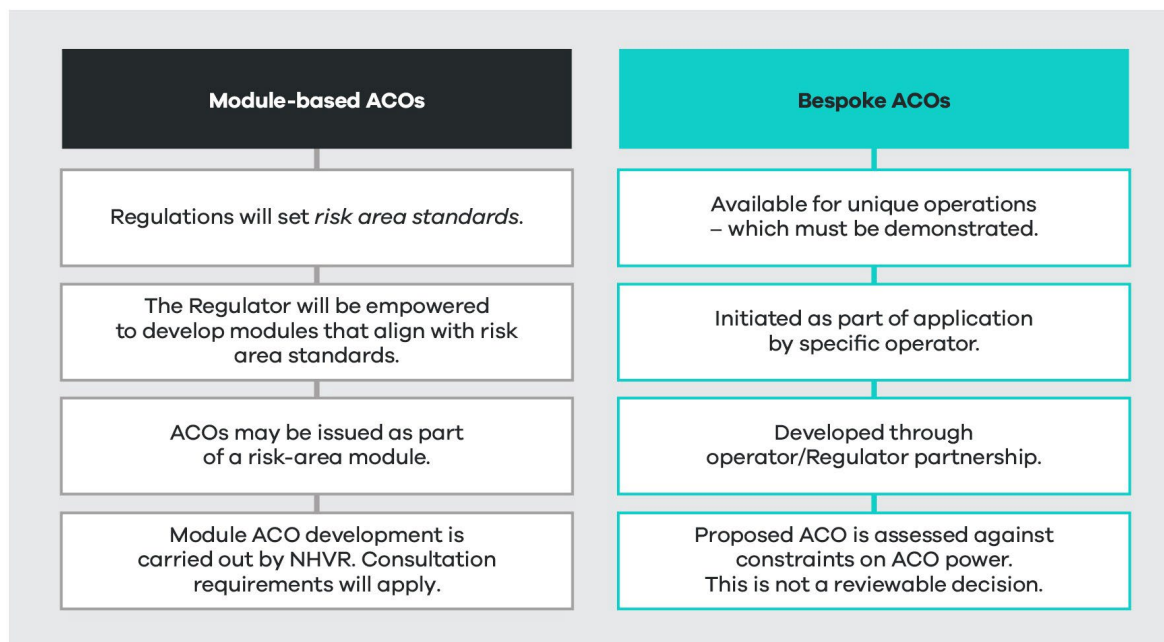 Module-based ACOs
Regulations will set risk area standards.
The Regulator will be empowered
to develop modules that align with risk
area standards.
ACOs may be issued as part
of a risk-area module.
Module ACO development is
carried out by NHVR. Consultation
requirements will apply.
Bespoke ACOs
Available for unique operations
– which must be demonstrated.
Initiated as part of application
by specific operator.
Developed through
operator/Regulator partnership.
Proposed ACO is assessed against
constraints on ACO power.
This is not a reviewable decision.